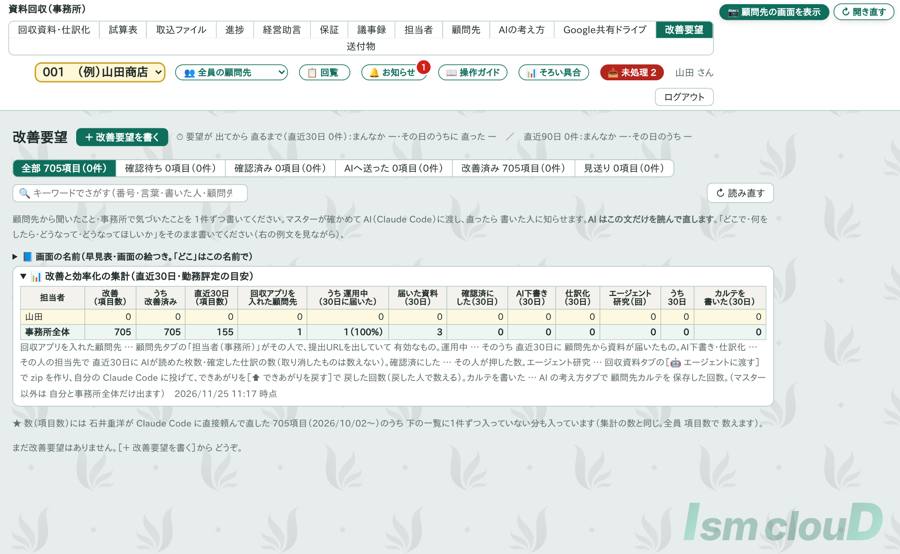 資料回収（事務所）
📷 顧問先の画面を表示 ↻ 開き直す
回収資料・仕訳化 試算表 取込ファイル 進捗 経営助言 保証 議事録 担当者 顧問先 AIの考え方 Google共有ドライブ 改善要望
送付物
001 （例）山田商店 👥 全員の顧問先 📋 回覧 🔔 お知らせ 1 📖 操作ガイド 📊 そろい具合 📥 未処理 2 山田 さん
ログアウト
改善要望 ＋ 改善要望を書く ⏱ 要望が 出てから 直るまで（直近30日 0件）：まんなか 一・その日のうちに 直った 一 ／ 直近90日 0件：まんなか 一・その日のうち 一
全部 705項目（0件） 確認待ち 0項目（0件） 確認済み 0項目（0件） AIへ送った 0項目（0件） 改善済み 705項目（0件） 見送り 0項目（0件）
🔍 キーワードでさがす（番号・言葉・書いた人・顧問先 ↻ 読み直す
顧問先から聞いたこと・事務所で気づいたことを 1件ずつ書いてください。マスターが確かめて AI（Claude Code）に渡し、直ったら 書いた人に知らせます。AI はこの文だけを読んで直します。「どこで・何を
したら・どうなって・どうなってほしいか」をそのまま書いてください（右の例文を見ながら）。
▶ 📘 画面の名前（早見表・画面の絵つき。「どこ」はこの名前で）
▼ 📊 改善と効率化の集計（直近30日・勤務評定の目安）
担当者 改善（項目数） うち改善済み 直近30日（項目数） 回収アプリを入れた顧問先 うち 運用中（30日に届いた） 届いた資料（30日） 確認済にした（30日） AI下書き（30日） 仕訳化（30日） エージェント研究（回） うち30日 カルテを書いた（30日）
山田 0 0 0 0 0 0 0 0 0 0 0 0
事務所全体 705 705 155 1 1（100%） 3 0 0 0 0 0 0
回収アプリを入れた顧問先 … 顧問先タブの「担当者（事務所）」がその人で、提出URLを出していて 有効なもの。運用中 … そのうち 直近30日に 顧問先から資料が届いたもの。AI下書き・仕訳化 …
その人の担当先で 直近30日に AIが読めた枚数・確定した仕訳の数（取り消したものは数えない）。確認済にした … その人が押した数。エージェント研究 … 回収資料タブの［🤖 エージェントに渡す］
で zip を作り、自分の Claude Code に投げて、できあがりを［⬆ できあがりを戻す］で 戻した回数（戻した人で数える）。カルテを書いた … AI の考え方タブで 顧問先カルテを 保存した回数。（マスター
以外は 自分と事務所全体だけ出ます） 2026/11/25 11:17 時点
★ 数（項目数）には 石井重洋が Claude Code に直接頼んで直した 705項目（2026/10/02〜）のうち 下の一覧に1件ずつ入っていない分も入っています（集計の数と同じ。全員 項目数で 数えます）。
まだ改善要望はありません。［＋ 改善要望を書く］から どうぞ。
Ism clouD